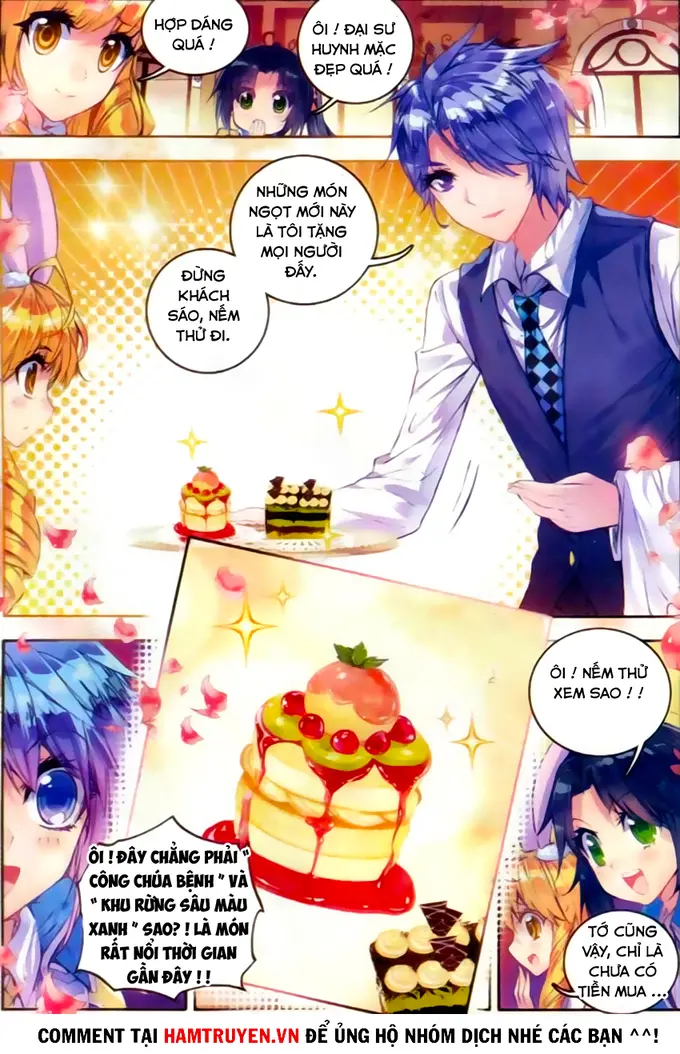 HỢP DÁNG
QUÁ !
ÔI ! ĐẠI SƯ
HUYNH MẶC
ĐẸP QUÁ !
NHỮNG MÓN
NGỌT MỚI NÀY
LÀ TÔI TẶNG
MỌI NGƯỜI
ĐẤY.
ĐỪNG
KHÁCH
SÁO, NẾM
THỬ ĐI.
ÔI ! NẾM THỬ
XEM SAO ! !
ÔI ! ĐÂY CHẲNG PHẢI “
CÔNG CHÚA BỆNH ” VÀ
“ KHU RỪNG SÂU MÀU
XANH ” SAO? ! LÀ MÓN
RẤT NỔI THỜI GIAN
GẦN ĐÂY ! !
TỚ CŨNG
VẬY, CHỈ LÀ
CHƯA CÓ
TIỀN MUA ...
COMMENT TẠI HAMTRUYEN.VN ĐỂ ỦNG HỘ NHÓM DỊCH NHÉ CÁC BẠN ^^!